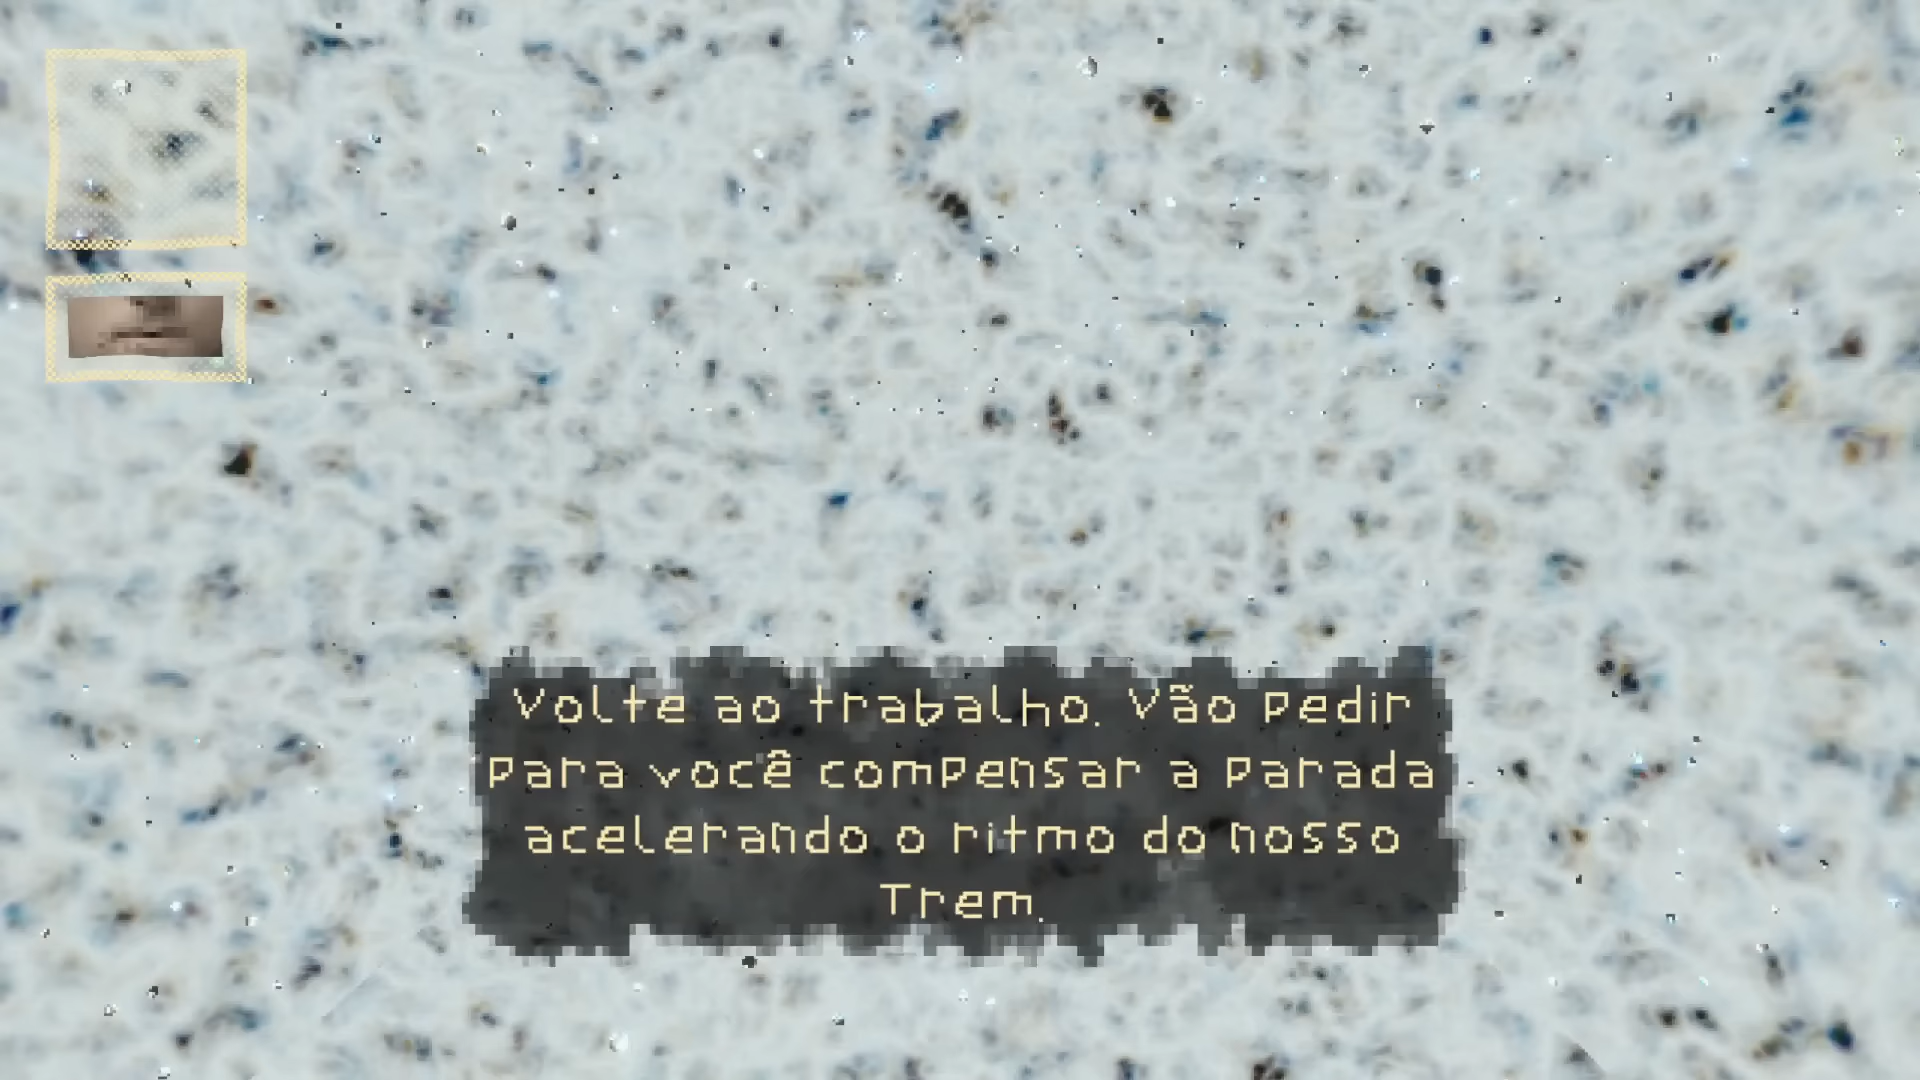 Volte ao trabalho. Vão pedir
para você compensar a parada
acelerando o ritmo do nosso
Trem.